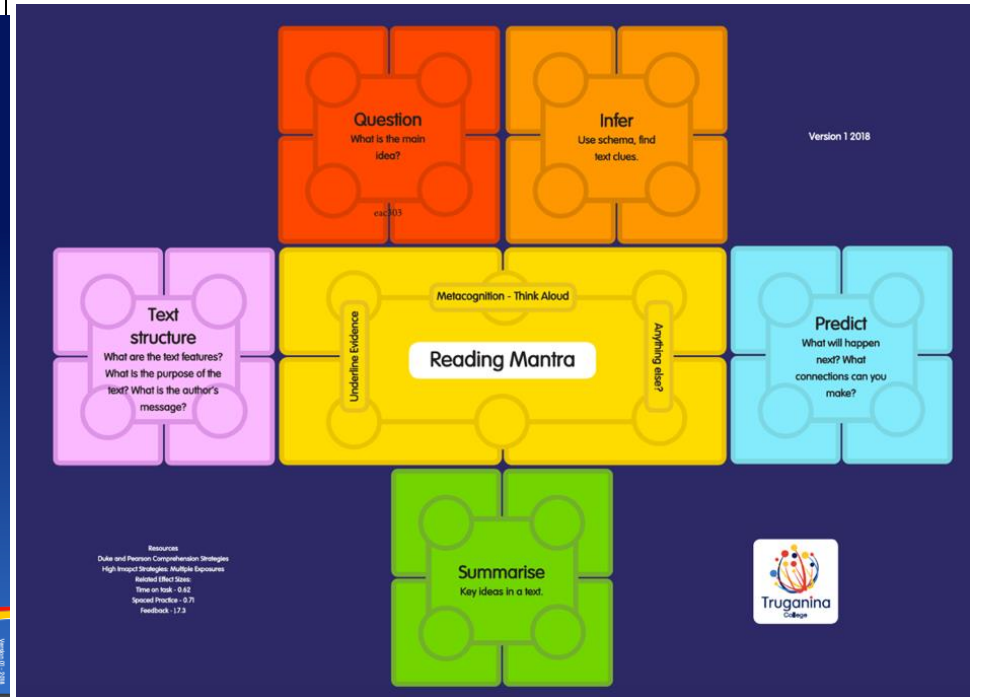 Question
What is the main
idea?
eac303
Infer
Use schema, find
text clues.
Version 1 2018
Text
structure
What are the text features?
What is the purpose of the
text? What is the author's
message?
Metacognition - Think Aloud
Underline Evidence
Reading Mantra
Anything else?
Predict
What will happen
next? What
connections can you
make?
Summarise
Key ideas in a text.
Resources
Duke and Pearson Comprehension Strategies
High Imapct Strategies: Multiple Exposures
Related Effect Sizes:
Time on task - 0.62
Spaced Practice - 0.71
Feedback -
Truganina
College
Version 01 - 2018